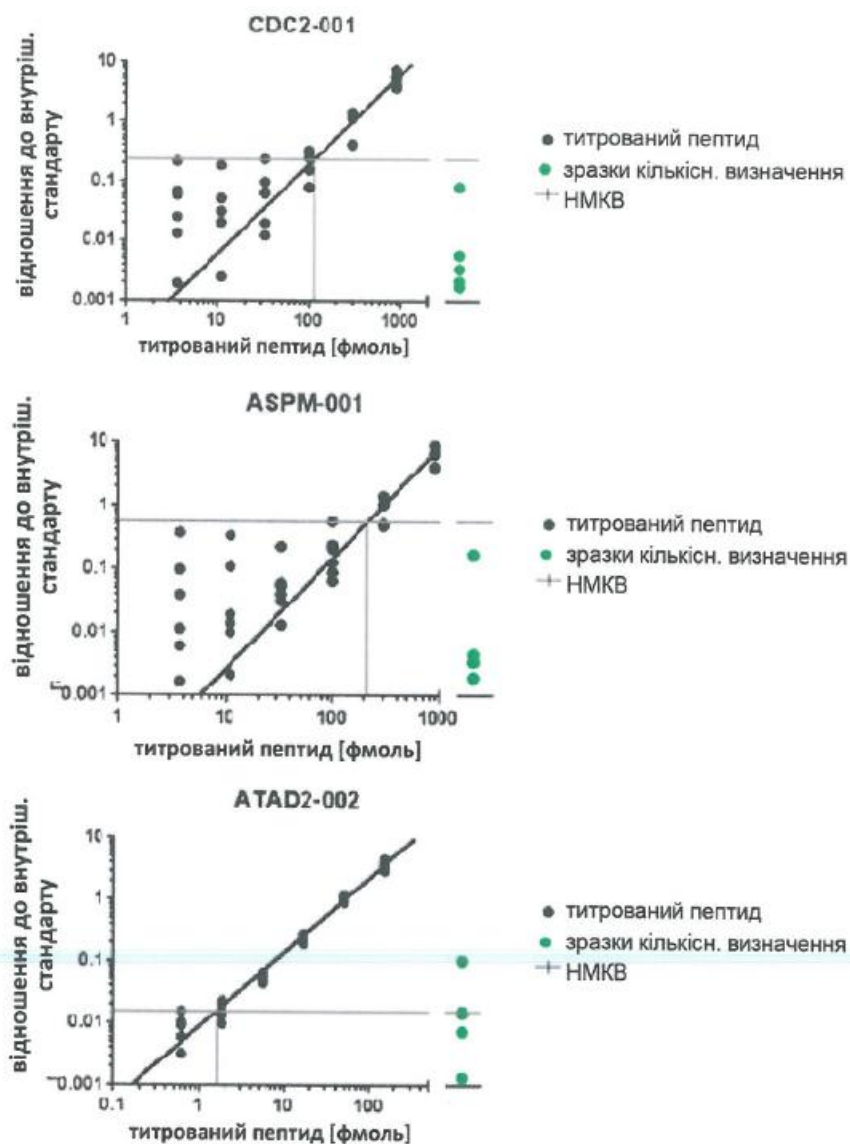 CDC2-001
відношення до внутріш.
стандарту
10
1
0.1
0.01
0.001
1
10
100
1000
титрований пептид [фмоль]
титрований пептид
зразки кількісн. визначення
НМКВ
ASPM-001
відношення до внутріш.
стандарту
10
1
0.1
0.01
0.001
1
10
100
1000
титрований пептид [фмоль]
титрований пептид
зразки кількісн. визначення
НМКВ
ATAD2-002
відношення до внутріш.
стандарту
10
1
0.1
0.01
0.001
0.1
1
10
100
титрований пептид [фмоль]
титрований пептид
зразки кількісн. визначення
НМКВ